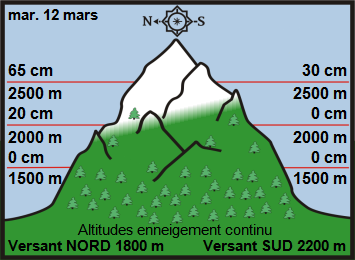 mar. 12 mars
N S
65 cm 30 cm
2500 m 2500 m
20 cm 0 cm
2000 m 2000 m
0 cm 0 cm
1500 m 1500 m
Altitudes enneigement continu
Versant NORD 1800 m Versant SUD 2200 m